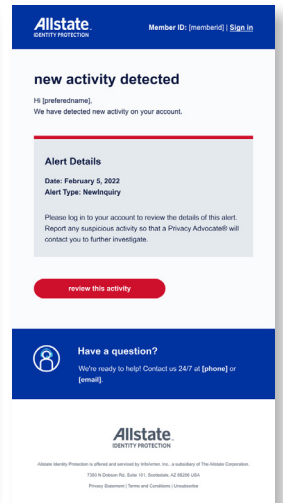 Allstate.
IDENTITY PROTECTION
Member ID: [memberid] | Sign in
new activity detected
Hi [preferedname],
We have detected new activity on your account.
Alert Details
Date: February 5, 2022
Alert Type: NewInquiry
Please log in to your account to review the details of this alert.
Report any suspicious activity so that a Privacy Advocate® will
contact you to further investigate.
review this activity
Have a question?
We're ready to help! Contact us 24/7 at [phone] or
[email].
Allstate.
IDENTITY PROTECTION
Allstate Identity Protection is offered and serviced by InfoArmor, Inc., a subsidiary of The Allstate Corporation.
7350 N Dobson Rd, Suite 101, Scottsdale, AZ 85256 USA
Privacy Statement | Terms and Conditions | Unsubscribe